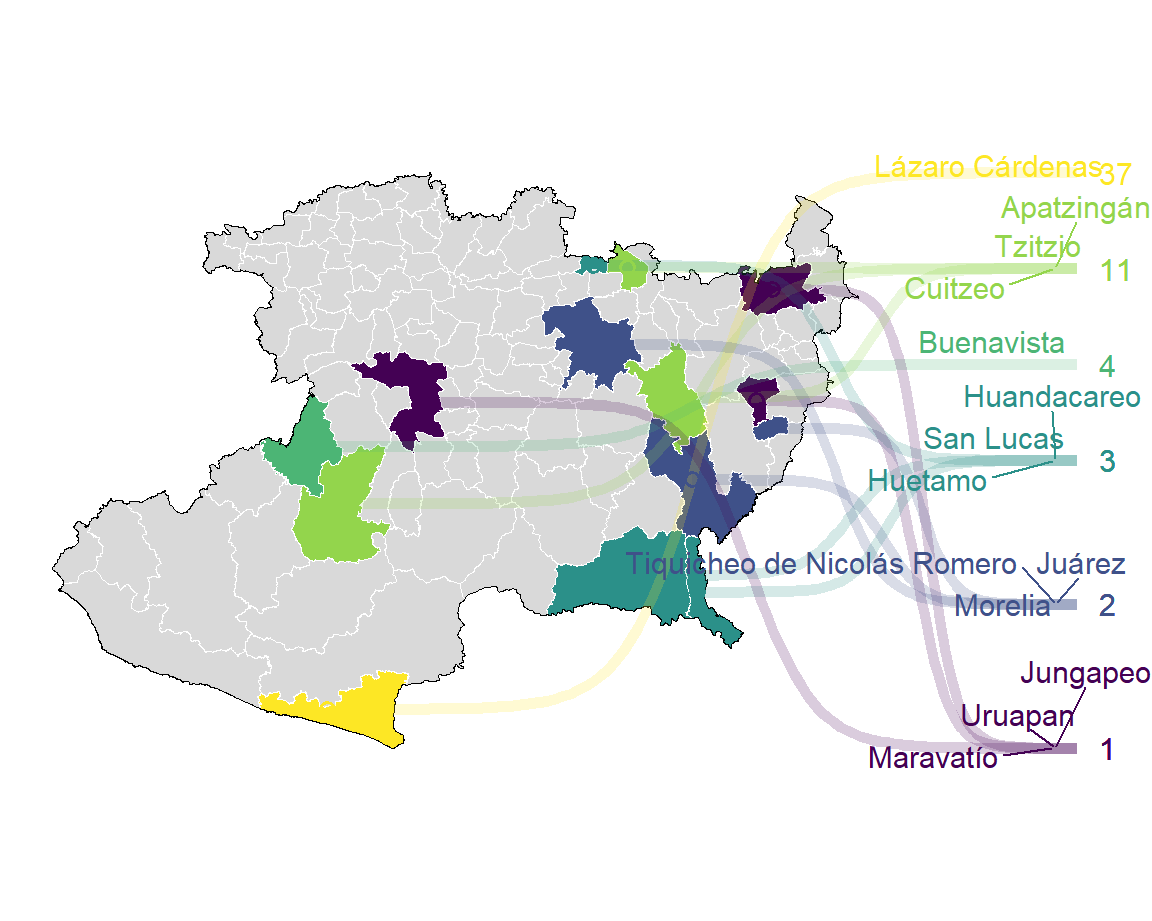 Lázaro Cárdenas 37
Apatzingán
Tzitzio
11
Cuitzeo
Buenavista
4
Huandacareo
San Lucas
3
Huetamo
Tiquicheo de Nicolás Romero Juárez
Morelia 2
Jungapeo
Uruapan
1
Maravatío